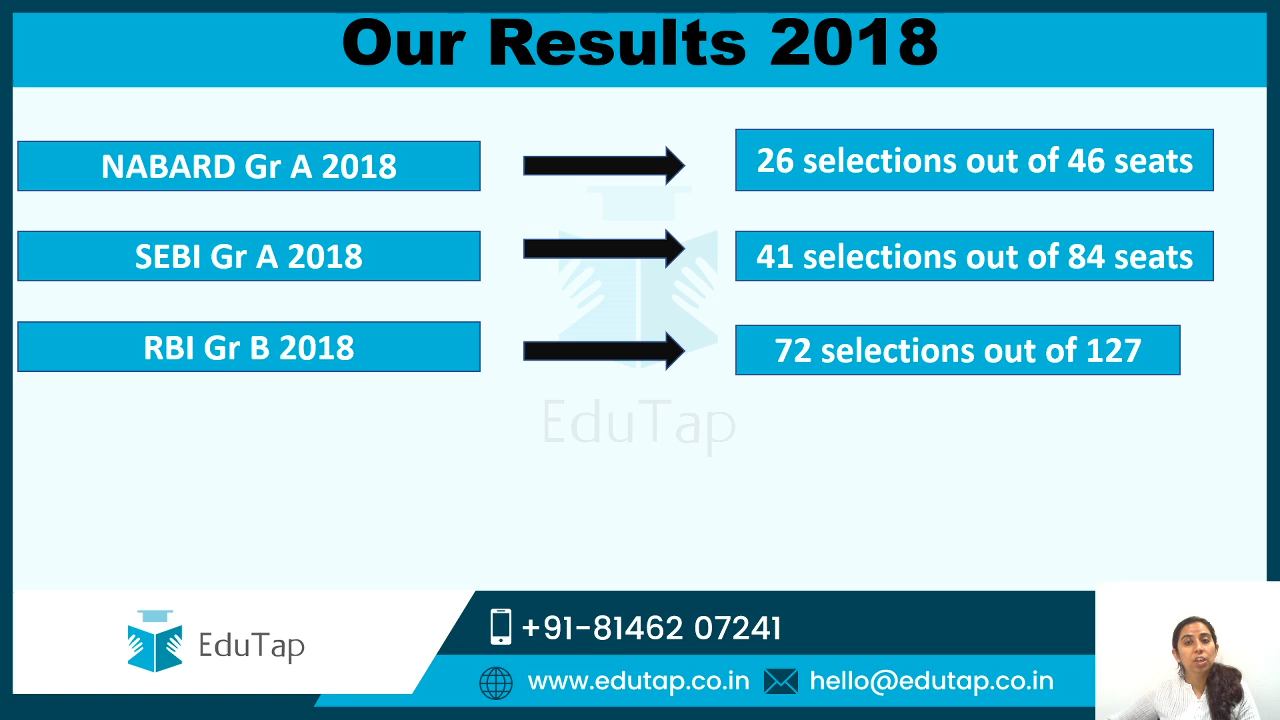 Our Results 2018
NABARD Gr A 2018
26 selections out of 46 seats
SEBI Gr A 2018
41 selections out of 84 seats
RBI Gr B 2018
72 selections out of 127
EduTap
EduTap
+91-81462 07241
www.edutap.co.in
hello@edutap.co.in